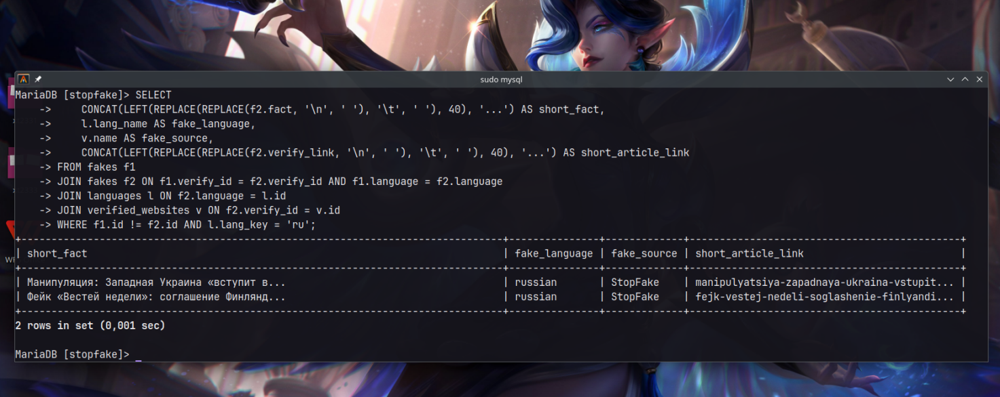 sudo mysql
MariaDB [stopfake]> SELECT
    ->     CONCAT(LEFT(REPLACE(REPLACE(f2.fact, '\n', ' '), '\t', ' '), 40), '...') AS short_fact,
    ->     l.lang_name AS fake_language,
    ->     v.name AS fake_source,
    ->     CONCAT(LEFT(REPLACE(REPLACE(f2.verify_link, '\n', ' '), '\t', ' '), 40), '...') AS short_article_link
    -> FROM fakes f1
    -> JOIN fakes f2 ON f1.verify_id = f2.verify_id AND f1.language = f2.language
    -> JOIN languages l ON f2.language = l.id
    -> JOIN verified_websites v ON f2.verify_id = v.id
    -> WHERE f1.id != f2.id AND l.lang_key = 'ru';
| short_fact | fake_language | fake_source | short_article_link |
| Манипуляция: Западная Украина «вступит в... | russian | StopFake | manipulyatsiya-zapadnaya-ukraina-vstupit... |
| Фейк «Вестей недели»: соглашение Финлянд... | russian | StopFake | fejk-vestej-nedeli-soglashenie-finlyandi... |
2 rows in set (0,001 sec)
MariaDB [stopfake]> _